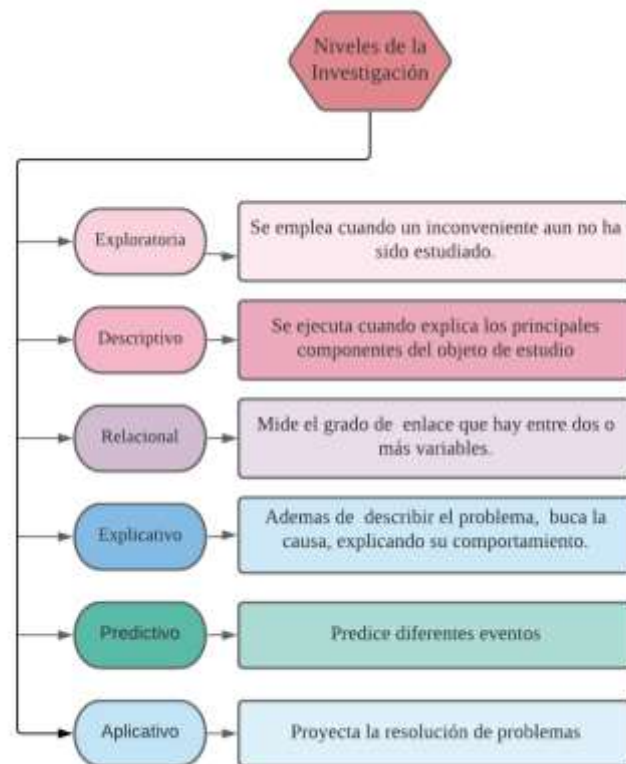 Niveles de la
Investigación
Exploratoria
Se emplea cuando un inconveniente aun no ha
sido estudiado.
Descriptivo
Se ejecuta cuando explica los principales
componentes del objeto de estudio
Relacional
Mide el grado de enlace que hay entre dos o
más variables.
Explicativo
Ademas de describir el problema, buca la
causa, explicando su comportamiento.
Predictivo
Predice diferentes eventos
Aplicativo
Proyecta la resolución de problemas